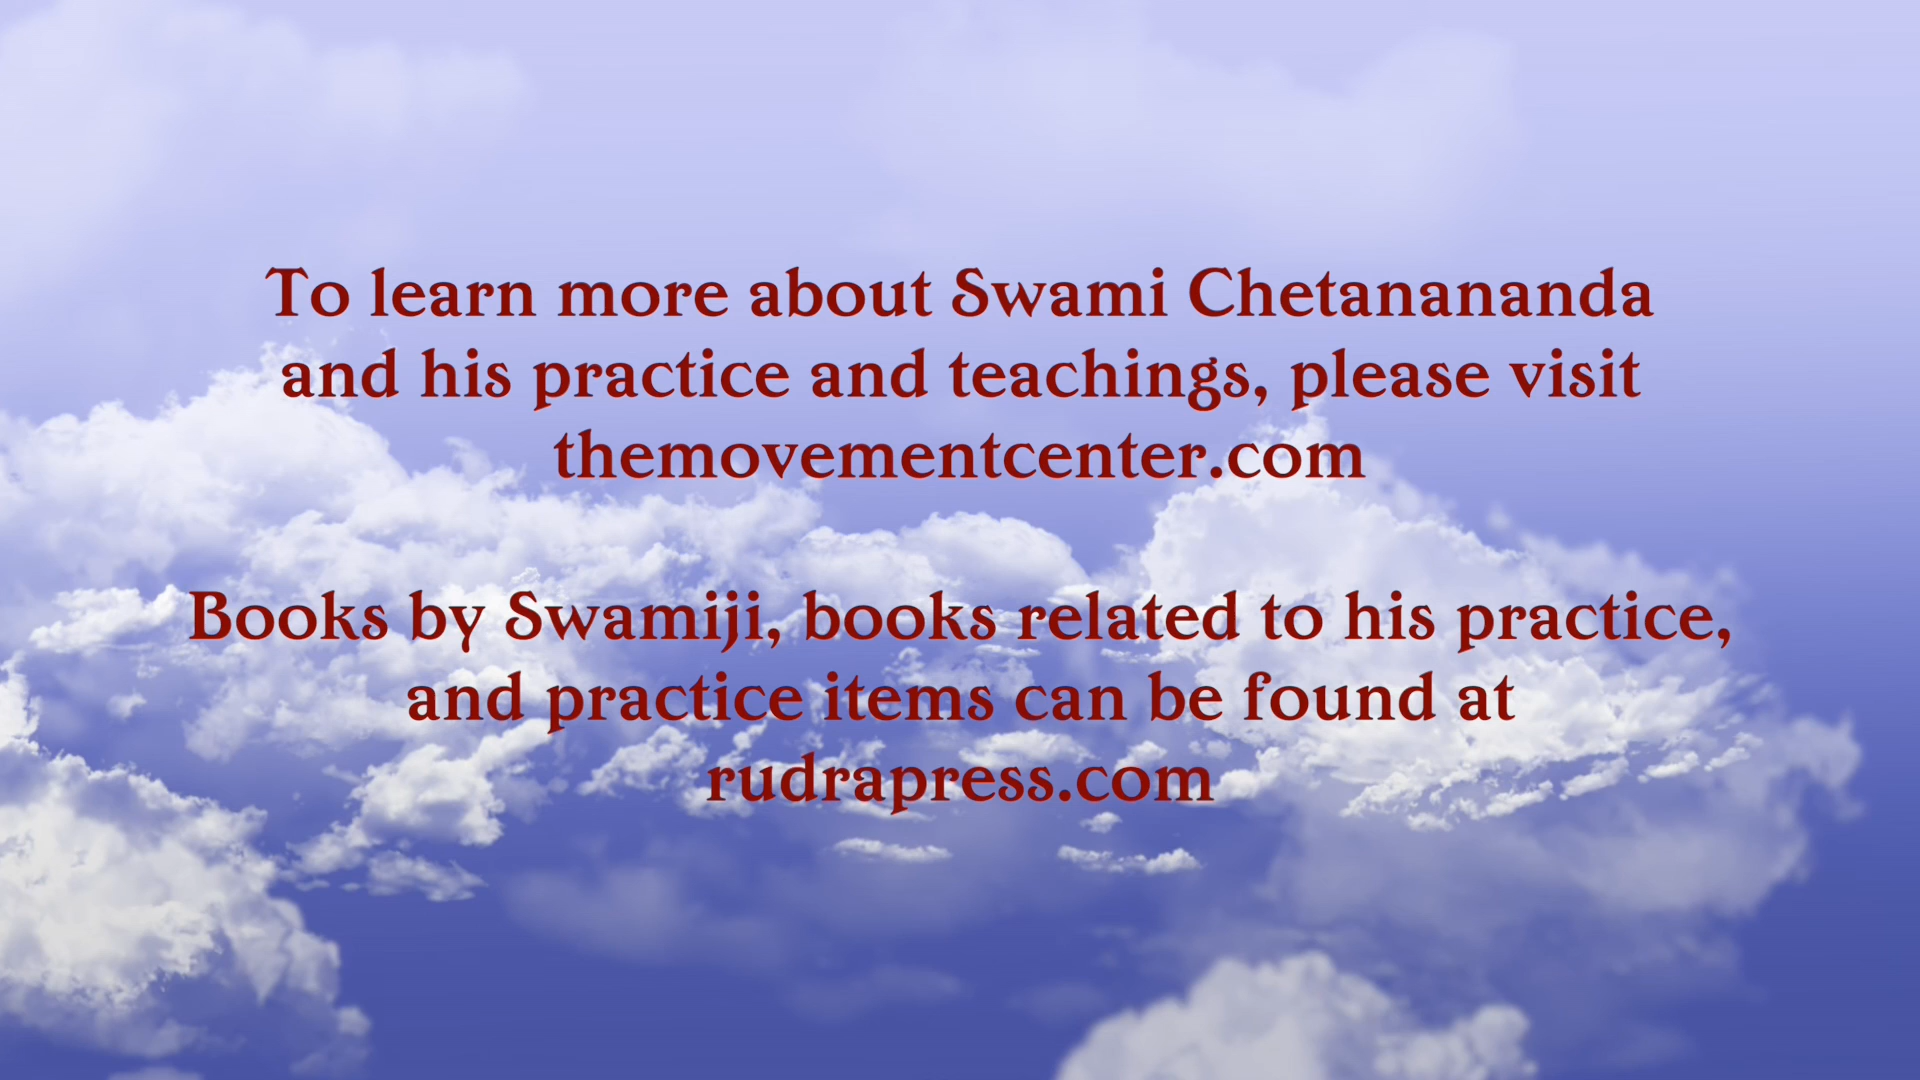 To learn more about Swami Chetanananda
and his practice and teachings, please visit
themovementcenter.com
Books by Swamiji, books related to his practice,
and practice items can be found at
rudrapress.com